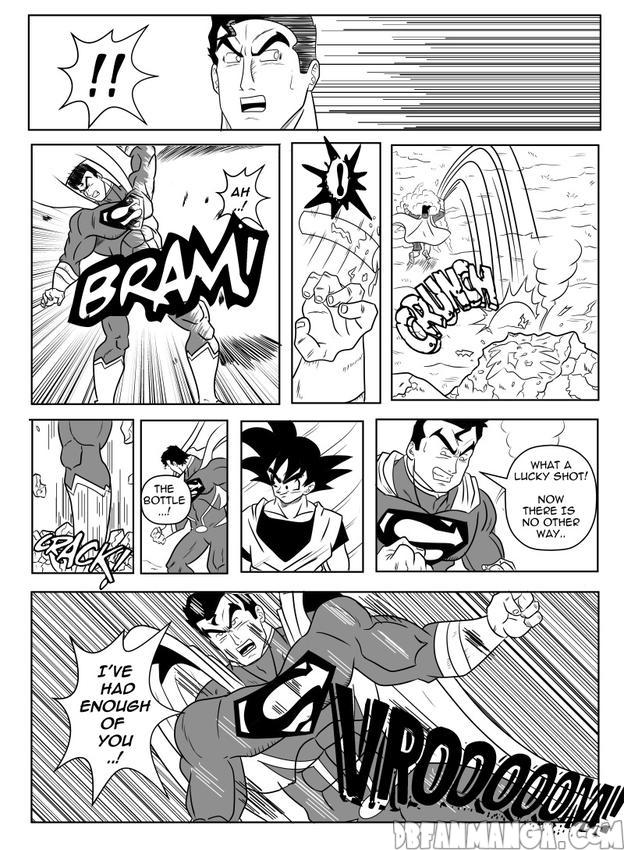 !!
AH
..!
BRAM!
!
CRUNCH
CRACK!
THE
BOTTLE
...!
WHAT A
LUCKY SHOT!
NOW
THERE IS
NO OTHER
WAY..
I'VE
HAD
ENOUGH
OF
YOU
..!
VROOOOOM!
DBFANMANGA.COM